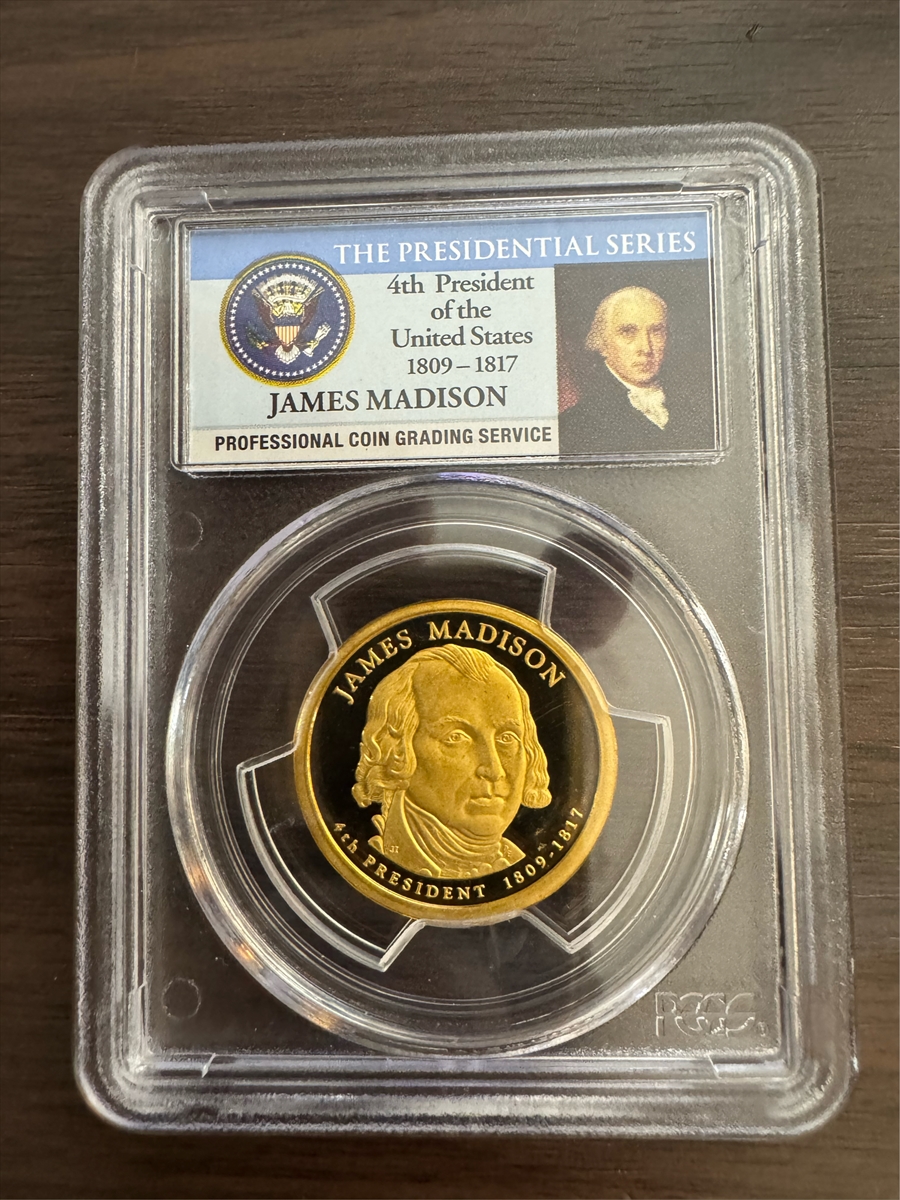 THE PRESIDENTIAL SERIES
4th President
of the
United States
1809 – 1817
JAMES MADISON
PROFESSIONAL COIN GRADING SERVICE
JAMES MADISON
4th PRESIDENT 1809-1817
PCGS